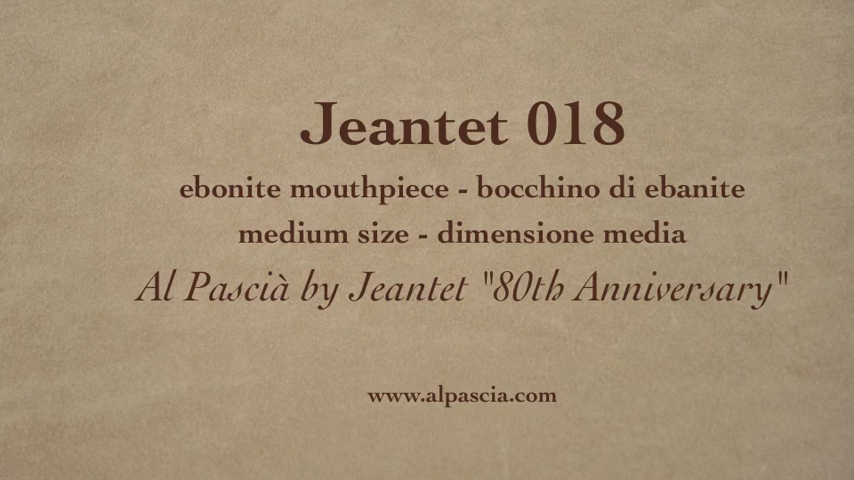 Jeantet 018
ebonite mouthpiece - bocchino di ebanite
medium size - dimensione media
Al Pascià by Jeantet "80th Anniversary"
www.alpascia.com